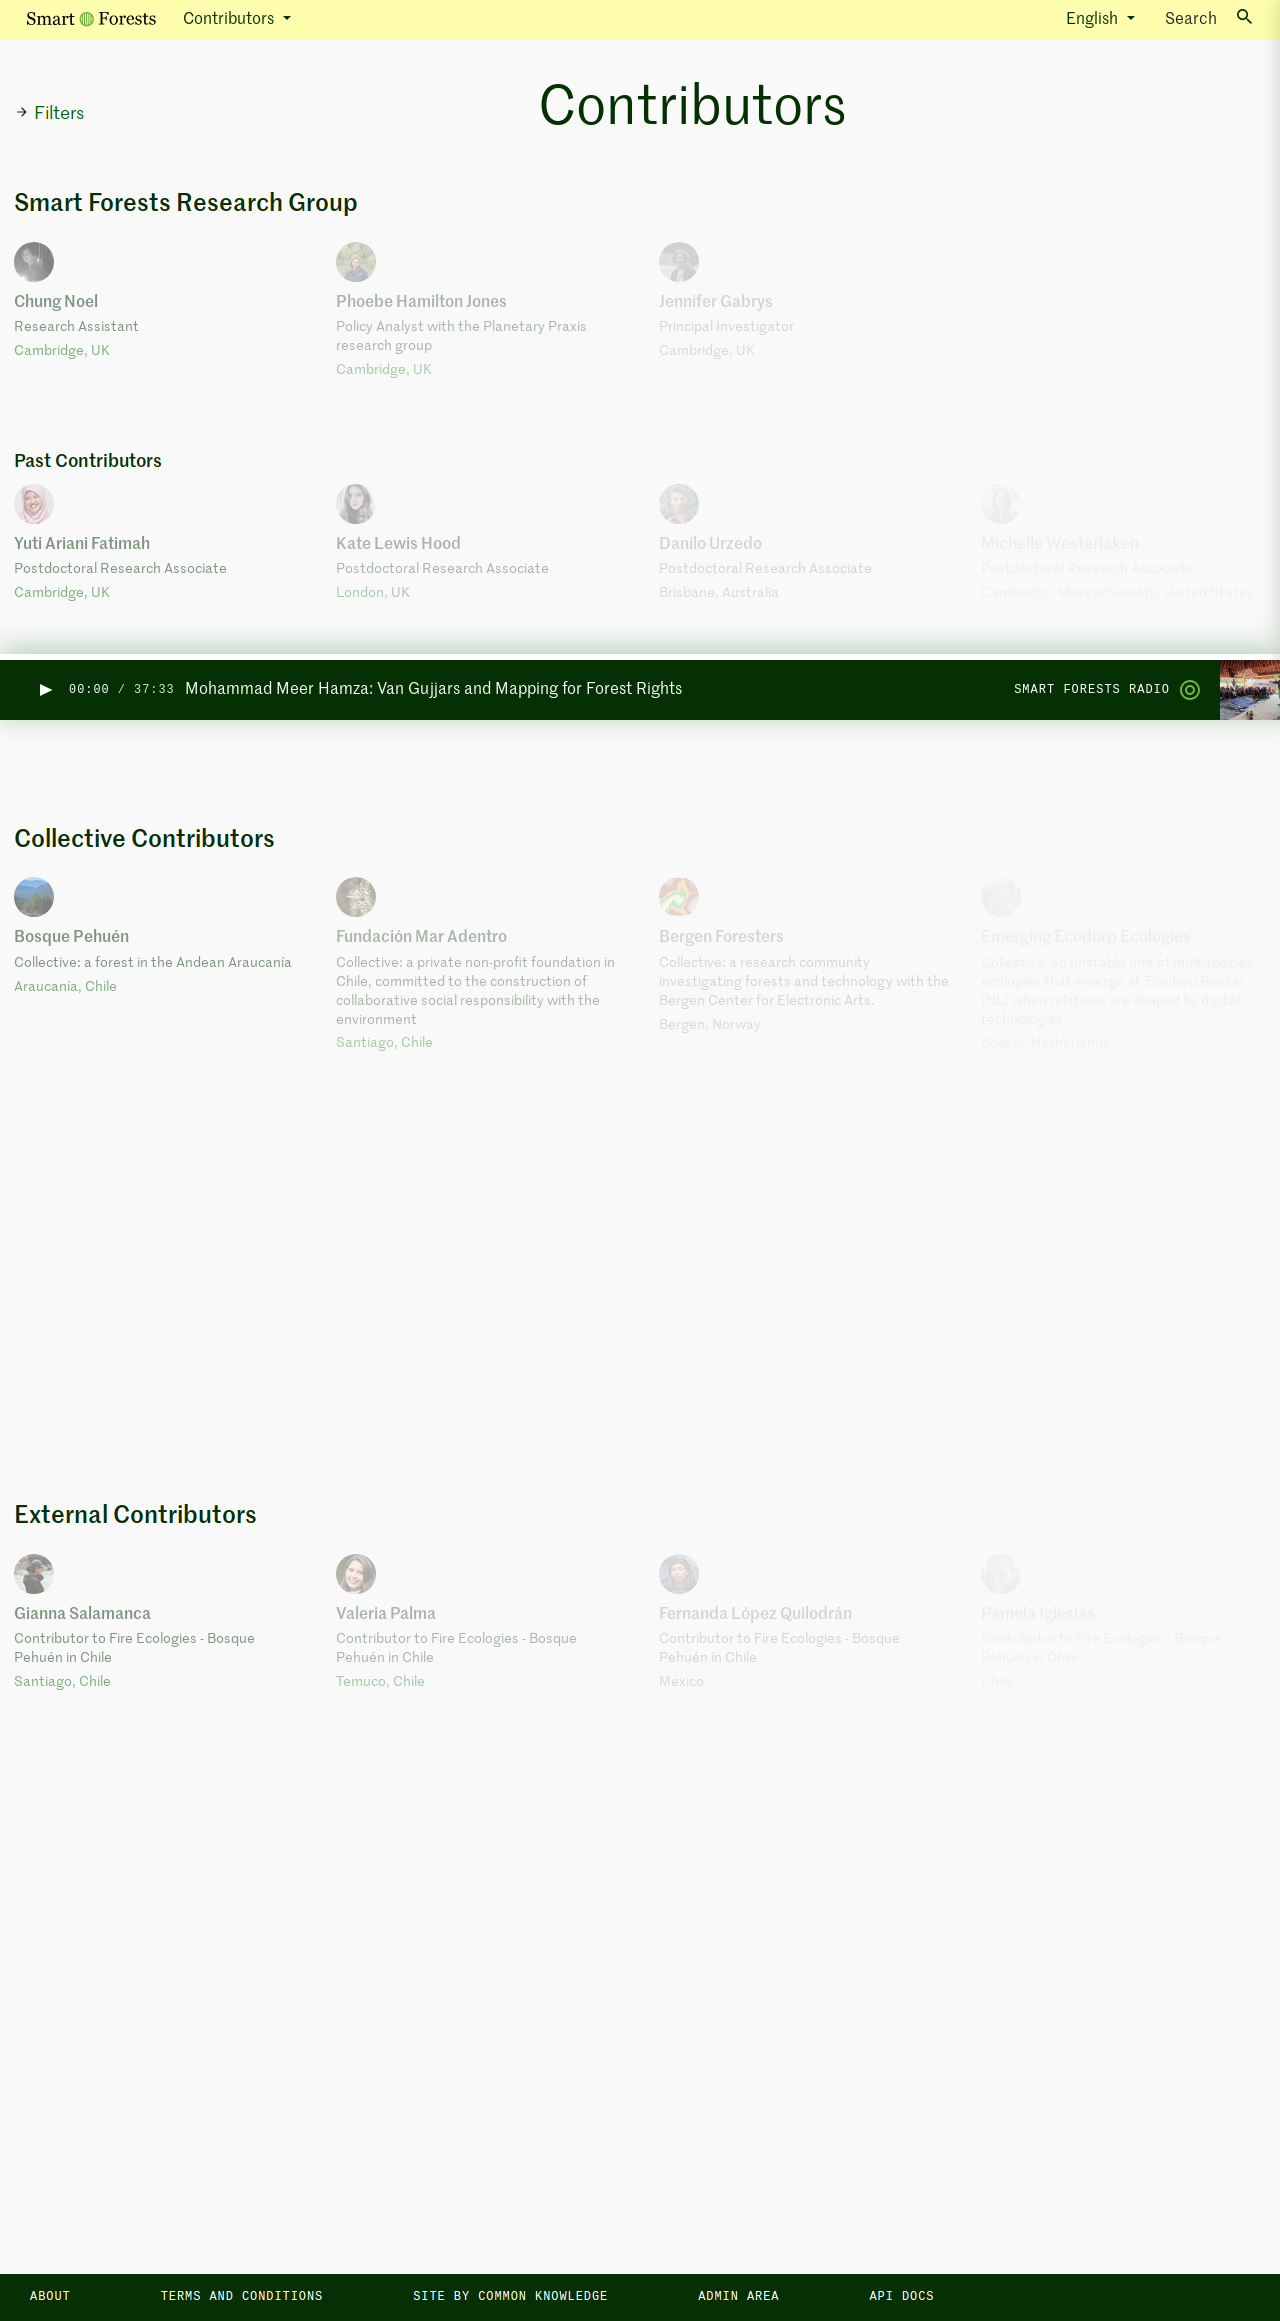 Smart Forests Contributors English Search
Filters
Contributors
Smart Forests Research Group
Chung Noel
Research Assistant
Cambridge, UK
Phoebe Hamilton Jones
Policy Analyst with the Planetary Praxis
research group
Cambridge, UK
Jennifer Gabrys
Principal Investigator
Cambridge, UK
Past Contributors
Yuti Ariani Fatimah
Postdoctoral Research Associate
Cambridge, UK
Kate Lewis Hood
Postdoctoral Research Associate
London, UK
Danilo Urzedo
Postdoctoral Research Associate
Brisbane, Australia
Michelle Westerlaken
Postdoctoral Research Associate
Cambridge, Massachusetts, United States
00:00 / 37:33 Mohammad Meer Hamza: Van Gujjars and Mapping for Forest Rights SMART FORESTS RADIO
Collective Contributors
Bosque Pehuén
Collective: a forest in the Andean Araucanía
Araucanía, Chile
Fundación Mar Adentro
Collective: a private non-profit foundation in
Chile, committed to the construction of
collaborative social responsibility with the
environment
Santiago, Chile
Bergen Foresters
Collective: a research community
investigating forests and technology with the
Bergen Center for Electronic Arts.
Bergen, Norway
Emerging Ecodorp Ecologies
Collective: an unstable unit of multispecies
ecologies that emerge at Ecodorp Boekel
(NL) when relations are shaped by digital
technologies
Boekel, Netherlands
External Contributors
Gianna Salamanca
Contributor to Fire Ecologies - Bosque
Pehuén in Chile
Santiago, Chile
Valeria Palma
Contributor to Fire Ecologies - Bosque
Pehuén in Chile
Temuco, Chile
Fernanda López Quilodrán
Contributor to Fire Ecologies - Bosque
Pehuén in Chile
Mexico
Pamela Iglesias
Contributor to Fire Ecologies - Bosque
Pehuén in Chile
Chile
ABOUT TERMS AND CONDITIONS SITE BY COMMON KNOWLEDGE ADMIN AREA API DOCS